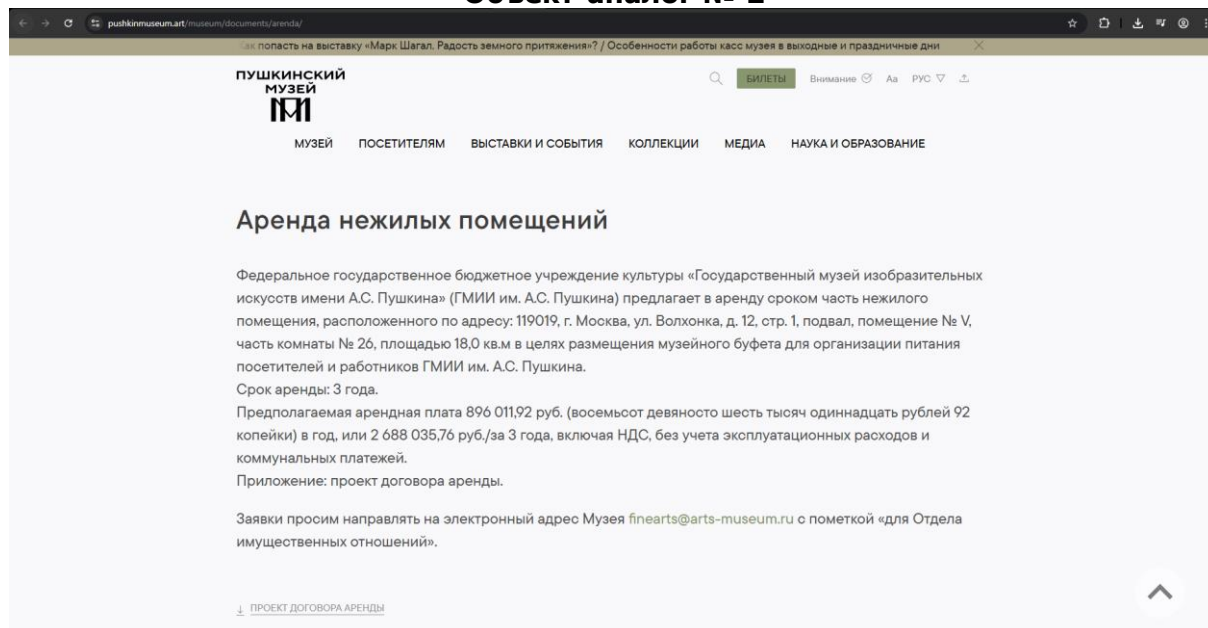 pushkinmuseum.art/museum/documents/arenda/
как попасть на выставку «Марк Шагал. Радость земного притяжения»? / Особенности работы касс музея в выходные и праздничные дни
ПУШКИНСКИЙ
МУЗЕЙ
БИЛЕТЫ Внимание Аа РУС
МУЗЕЙ ПОСЕТИТЕЛЯМ ВЫСТАВКИ И СОБЫТИЯ КОЛЛЕКЦИИ МЕДИА НАУКА И ОБРАЗОВАНИЕ
Аренда нежилых помещений
Федеральное государственное бюджетное учреждение культуры «Государственный музей изобразительных
искусств имени А.С. Пушкина» (ГМИИ им. А.С. Пушкина) предлагает в аренду сроком часть нежилого
помещения, расположенного по адресу: 119019, г. Москва, ул. Волхонка, д. 12, стр. 1, подвал, помещение № V,
часть комнаты № 26, площадью 18,0 кв.м в целях размещения музейного буфета для организации питания
посетителей и работников ГМИИ им. А.С. Пушкина.
Срок аренды: 3 года.
Предполагаемая арендная плата 896 011,92 руб. (восемьсот девяносто шесть тысяч одиннадцать рублей 92
копейки) в год, или 2 688 035,76 руб./за 3 года, включая НДС, без учета эксплуатационных расходов и
коммунальных платежей.
Приложение: проект договора аренды.
Заявки просим направлять на электронный адрес Музея finearts@arts-museum.ru с пометкой «для Отдела
имущественных отношений».
ПРОЕКТ ДОГОВОРА АРЕНДЫ